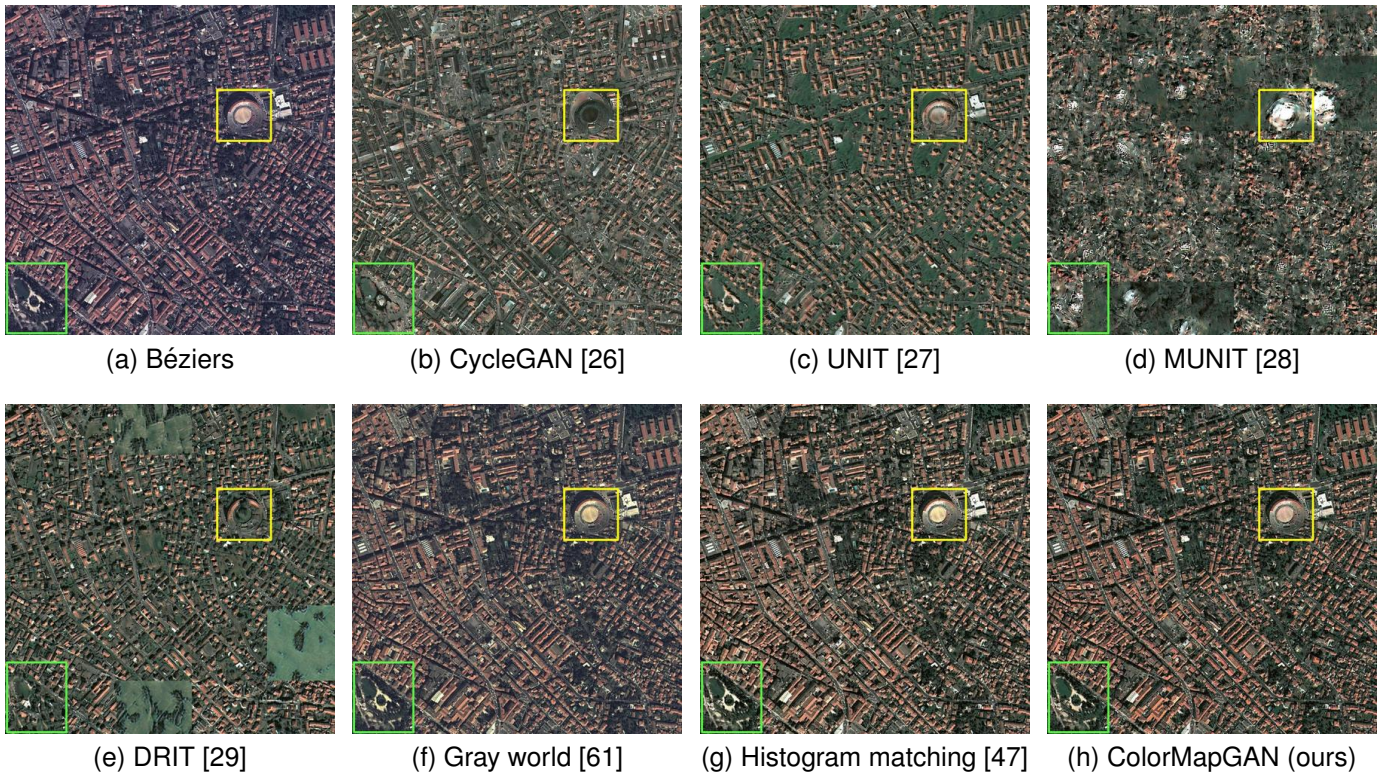 (a) Béziers
(b) CycleGAN [26]
(c) UNIT [27]
(d) MUNIT [28]
(e) DRIT [29]
(f) Gray world [61]
(g) Histogram matching [47]
(h) ColorMapGAN (ours)